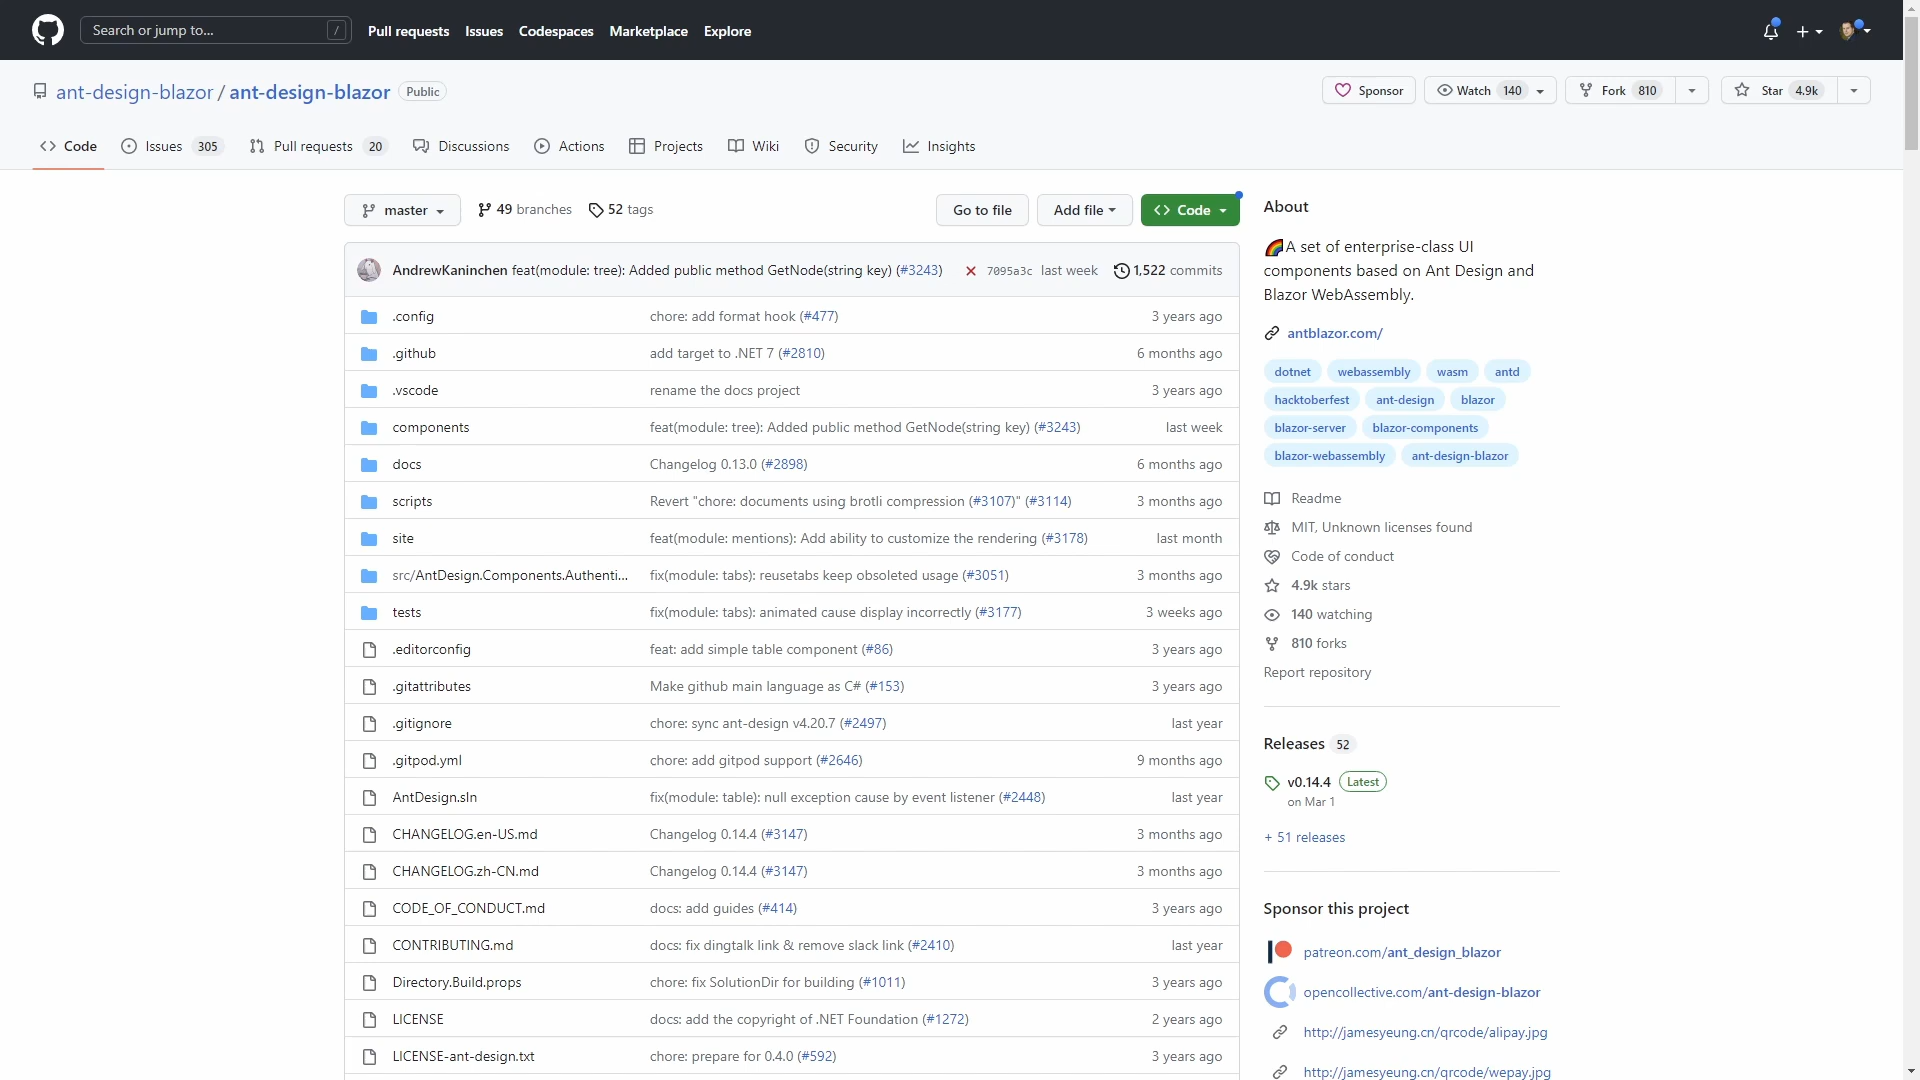 Search or jump to... /
Pull requests Issues Codespaces Marketplace Explore
ant-design-blazor / ant-design-blazor Public
Sponsor Watch 140 Fork 810 Star 4.9k
Code Issues 305 Pull requests 20 Discussions Actions Projects Wiki Security Insights
master 49 branches 52 tags Go to file Add file Code
AndrewKaninchen feat(module: tree): Added public method GetNode(string key) (#3243) 7095a3c last week 1,522 commits
.config chore: add format hook (#477) 3 years ago
.github add target to .NET 7 (#2810) 6 months ago
.vscode rename the docs project 3 years ago
components feat(module: tree): Added public method GetNode(string key) (#3243) last week
docs Changelog 0.13.0 (#2898) 6 months ago
scripts Revert "chore: documents using brotli compression (#3107)" (#3114) 3 months ago
site feat(module: mentions): Add ability to customize the rendering (#3178) last month
src/AntDesign.Components.Authenti... fix(module: tabs): reusetabs keep obsoleted usage (#3051) 3 months ago
tests fix(module: tabs): animated cause display incorrectly (#3177) 3 weeks ago
.editorconfig feat: add simple table component (#86) 3 years ago
.gitattributes Make github main language as C# (#153) 3 years ago
.gitignore chore: sync ant-design v4.20.7 (#2497) last year
.gitpod.yml chore: add gitpod support (#2646) 9 months ago
AntDesign.sln fix(module: table): null exception cause by event listener (#2448) last year
CHANGELOG.en-US.md Changelog 0.14.4 (#3147) 3 months ago
CHANGELOG.zh-CN.md Changelog 0.14.4 (#3147) 3 months ago
CODE_OF_CONDUCT.md docs: add guides (#414) 3 years ago
CONTRIBUTING.md docs: fix dingtalk link & remove slack link (#2410) last year
Directory.Build.props chore: fix SolutionDir for building (#1011) 3 years ago
LICENSE docs: add the copyright of .NET Foundation (#1272) 2 years ago
LICENSE-ant-design.txt chore: prepare for 0.4.0 (#592) 3 years ago
About
A set of enterprise-class UI
components based on Ant Design and
Blazor WebAssembly.
antblazor.com/
dotnet webassembly wasm antd
hacktoberfest ant-design blazor
blazor-server blazor-components
blazor-webassembly ant-design-blazor
Readme
MIT, Unknown licenses found
Code of conduct
4.9k stars
140 watching
810 forks
Report repository
Releases 52
v0.14.4 Latest
on Mar 1
+ 51 releases
Sponsor this project
patreon.com/ant_design_blazor
opencollective.com/ant-design-blazor
http://jamesyeung.cn/qrcode/alipay.jpg
http://jamesyeung.cn/qrcode/wepay.jpg